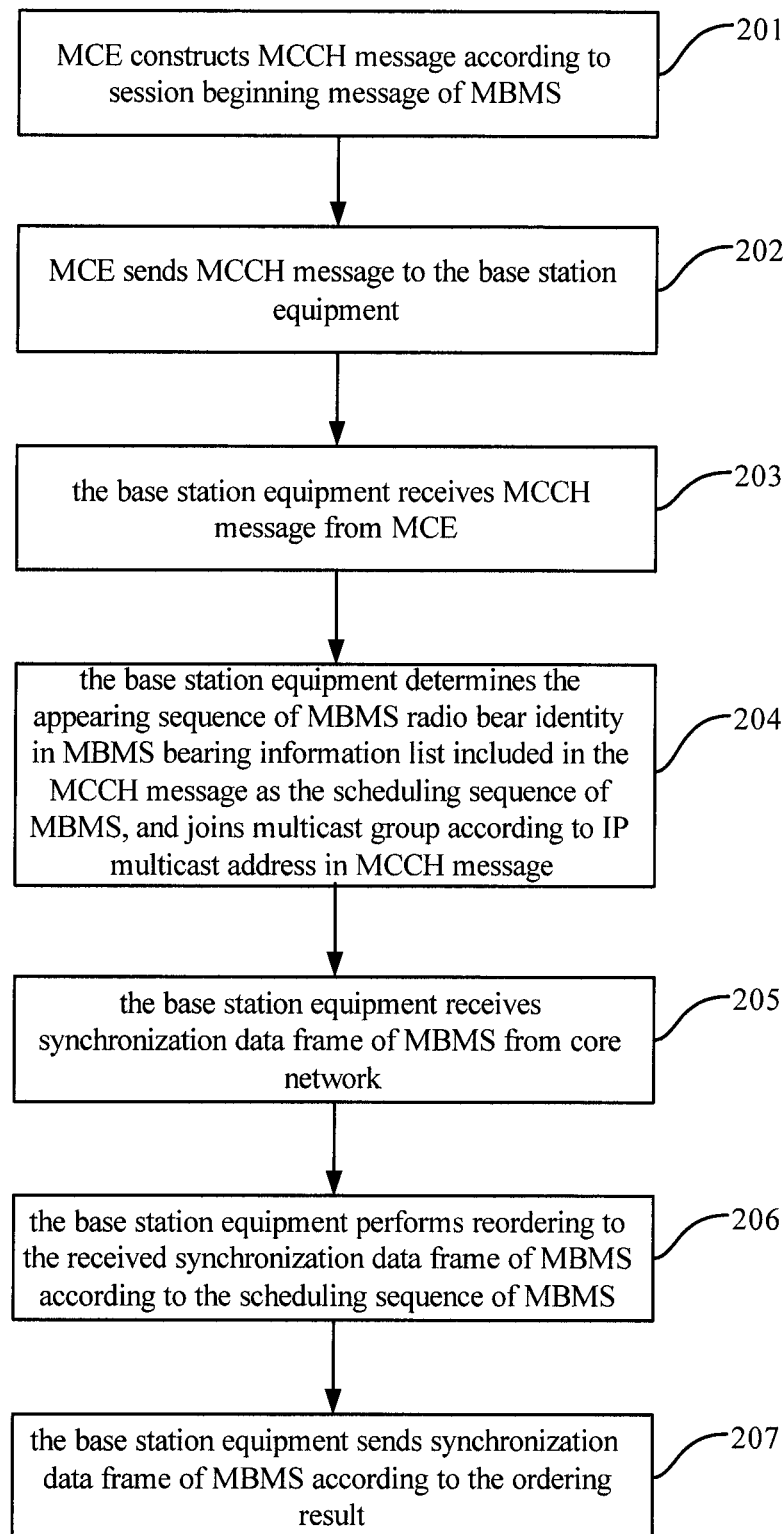 MCE constructs MCCH message according to
session beginning message of MBMS
201
MCE sends MCCH message to the base station
equipment
202
the base station equipment receives MCCH
message from MCE
203
the base station equipment determines the
appearing sequence of MBMS radio bear identity
in MBMS bearing information list included in the
MCCH message as the scheduling sequence of
MBMS, and joins multicast group according to IP
multicast address in MCCH message
204
the base station equipment receives
synchronization data frame of MBMS from core
network
205
the base station equipment performs reordering to
the received synchronization data frame of MBMS
according to the scheduling sequence of MBMS
206
the base station equipment sends synchronization
data frame of MBMS according to the ordering
result
207